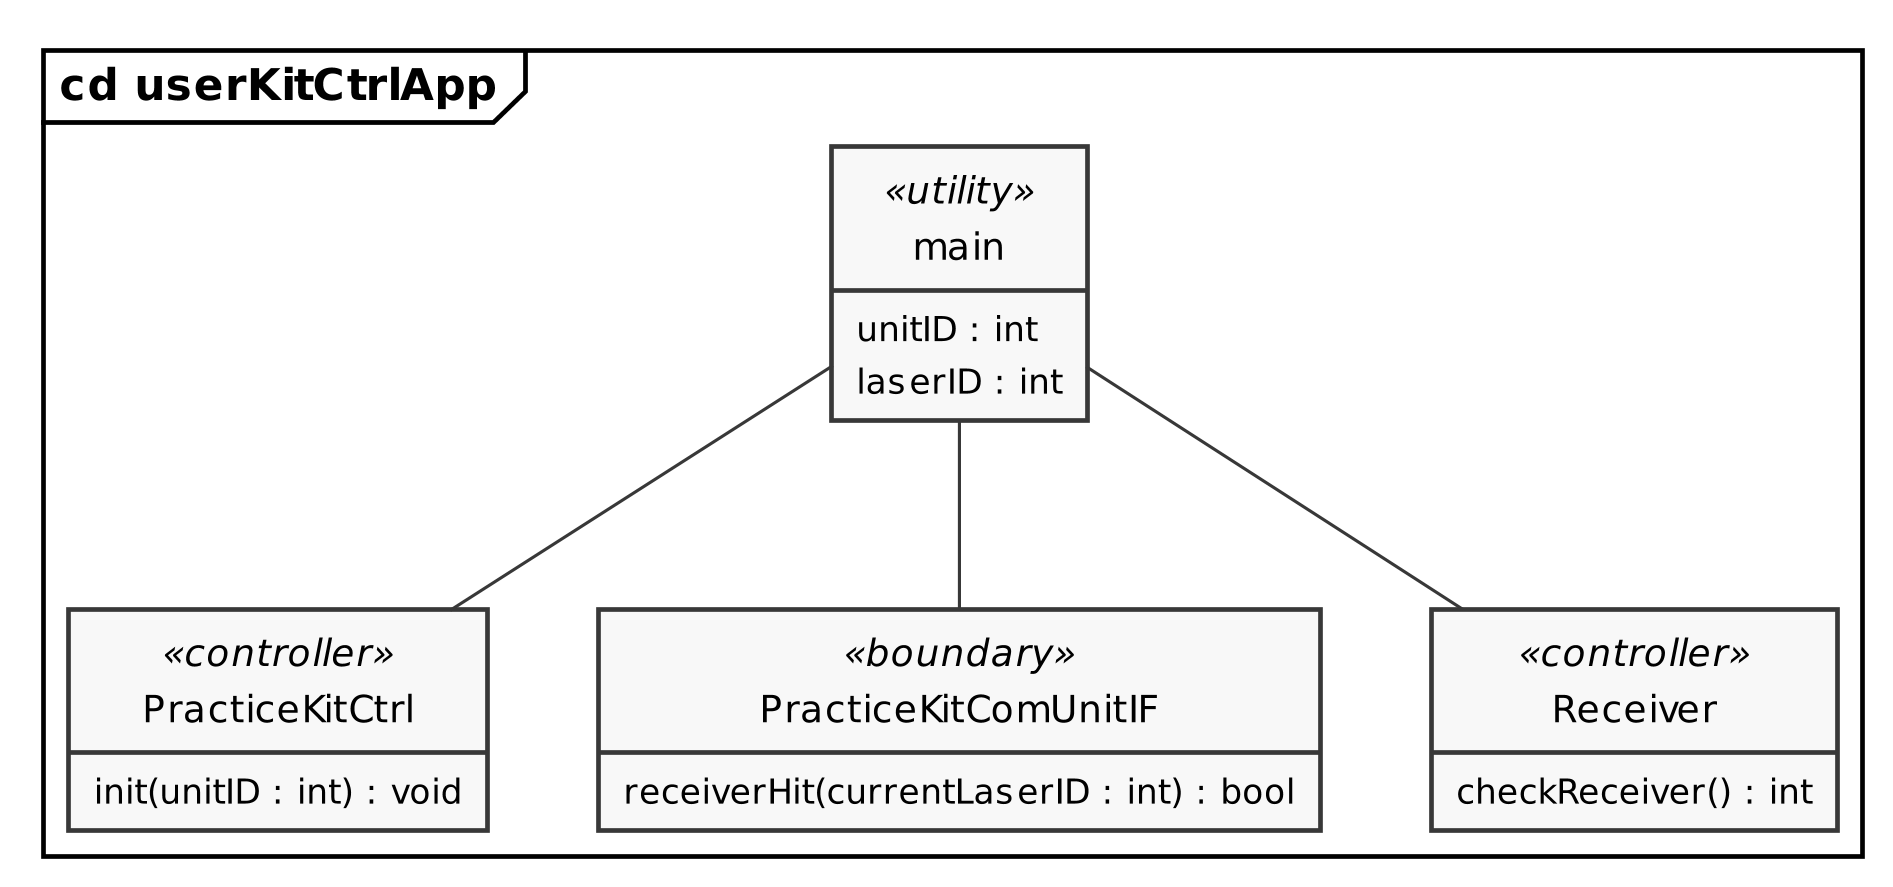 cd userKitCtrlApp
«utility»
main
unitID : int
laserID : int
«controller»
PracticeKitCtrl
init(unitID : int) : void
«boundary»
PracticeKitComUnitIF
receiverHit(currentLaserID : int) : bool
«controller»
Receiver
checkReceiver() : int